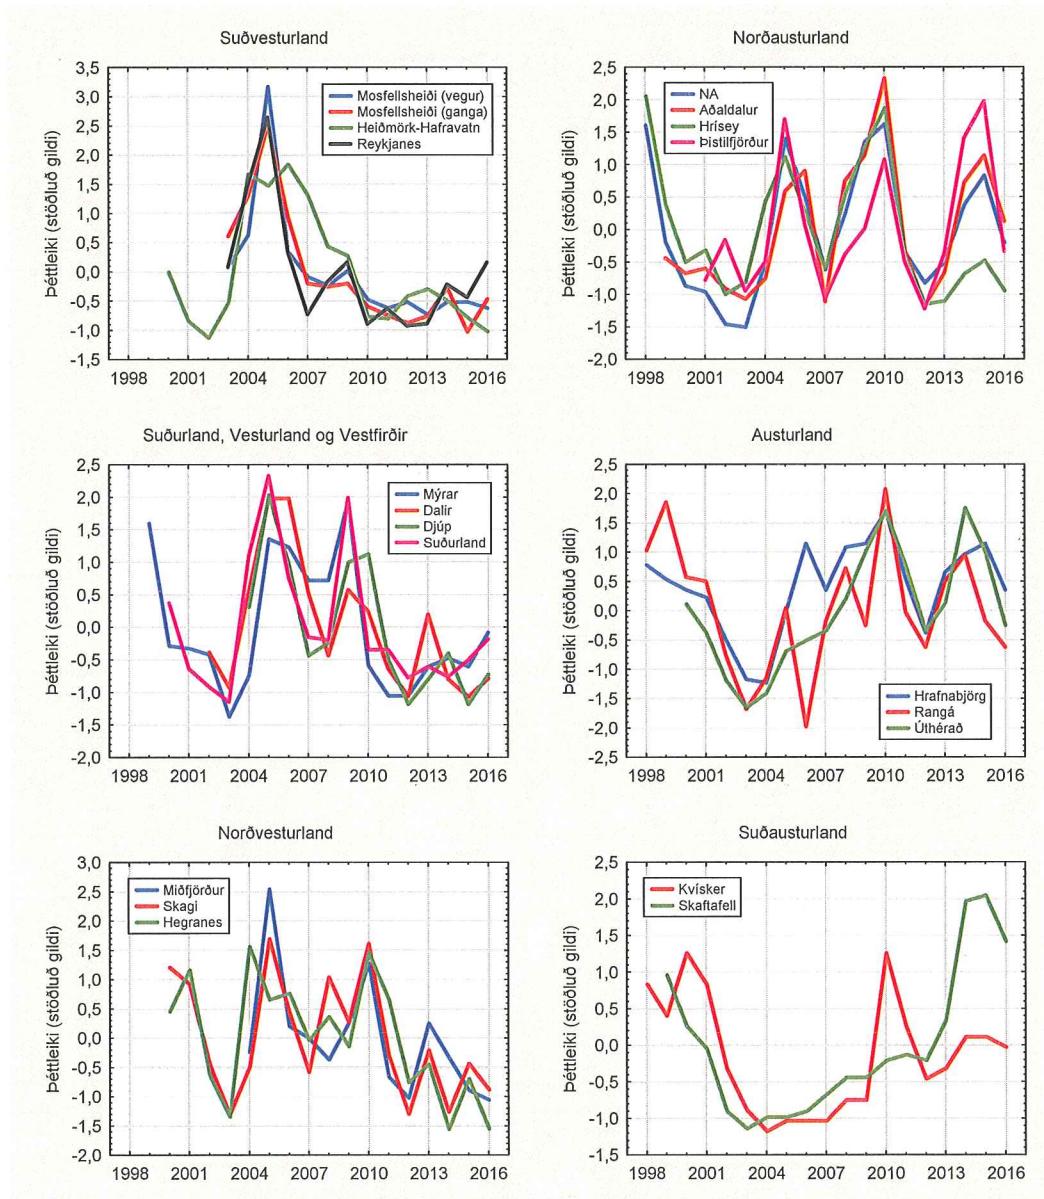 Suðvesturland
Þéttleiki (stöðluð gildi)
3,5
3,0
2,5
2,0
1,5
1,0
0,5
0,0
-0,5
-1,0
-1,5
Mosfellsheiði (vegur)
Mosfellsheiði (ganga)
Heiðmörk-Hafravatn
Reykjanes
1998 2001 2004 2007 2010 2013 2016
Norðausturland
Þéttleiki (stöðluð gildi)
2,5
2,0
1,5
1,0
0,5
0,0
-0,5
-1,0
-1,5
-2,0
NA
Aðaldalur
Hrísey
Þistilfjörður
1998 2001 2004 2007 2010 2013 2016
Suðurland, Vesturland og Vestfirðir
Þéttleiki (stöðluð gildi)
2,5
2,0
1,5
1,0
0,5
0,0
-0,5
-1,0
-1,5
-2,0
Mýrar
Dalir
Djúp
Suðurland
1998 2001 2004 2007 2010 2013 2016
Austurland
Þéttleiki (stöðluð gildi)
2,5
2,0
1,5
1,0
0,5
0,0
-0,5
-1,0
-1,5
-2,0
-2,5
Hrafnabjörg
Rangá
Úthérað
1998 2001 2004 2007 2010 2013 2016
Norðvesturland
Þéttleiki (stöðluð gildi)
3,0
2,5
2,0
1,5
1,0
0,5
0,0
-0,5
-1,0
-1,5
-2,0
Miðfjörður
Skagi
Hegranes
1998 2001 2004 2007 2010 2013 2016
Suðausturland
Þéttleiki (stöðluð gildi)
2,5
2,0
1,5
1,0
0,5
0,0
-0,5
-1,0
-1,5
Kvísker
Skaftafell
1998 2001 2004 2007 2010 2013 2016